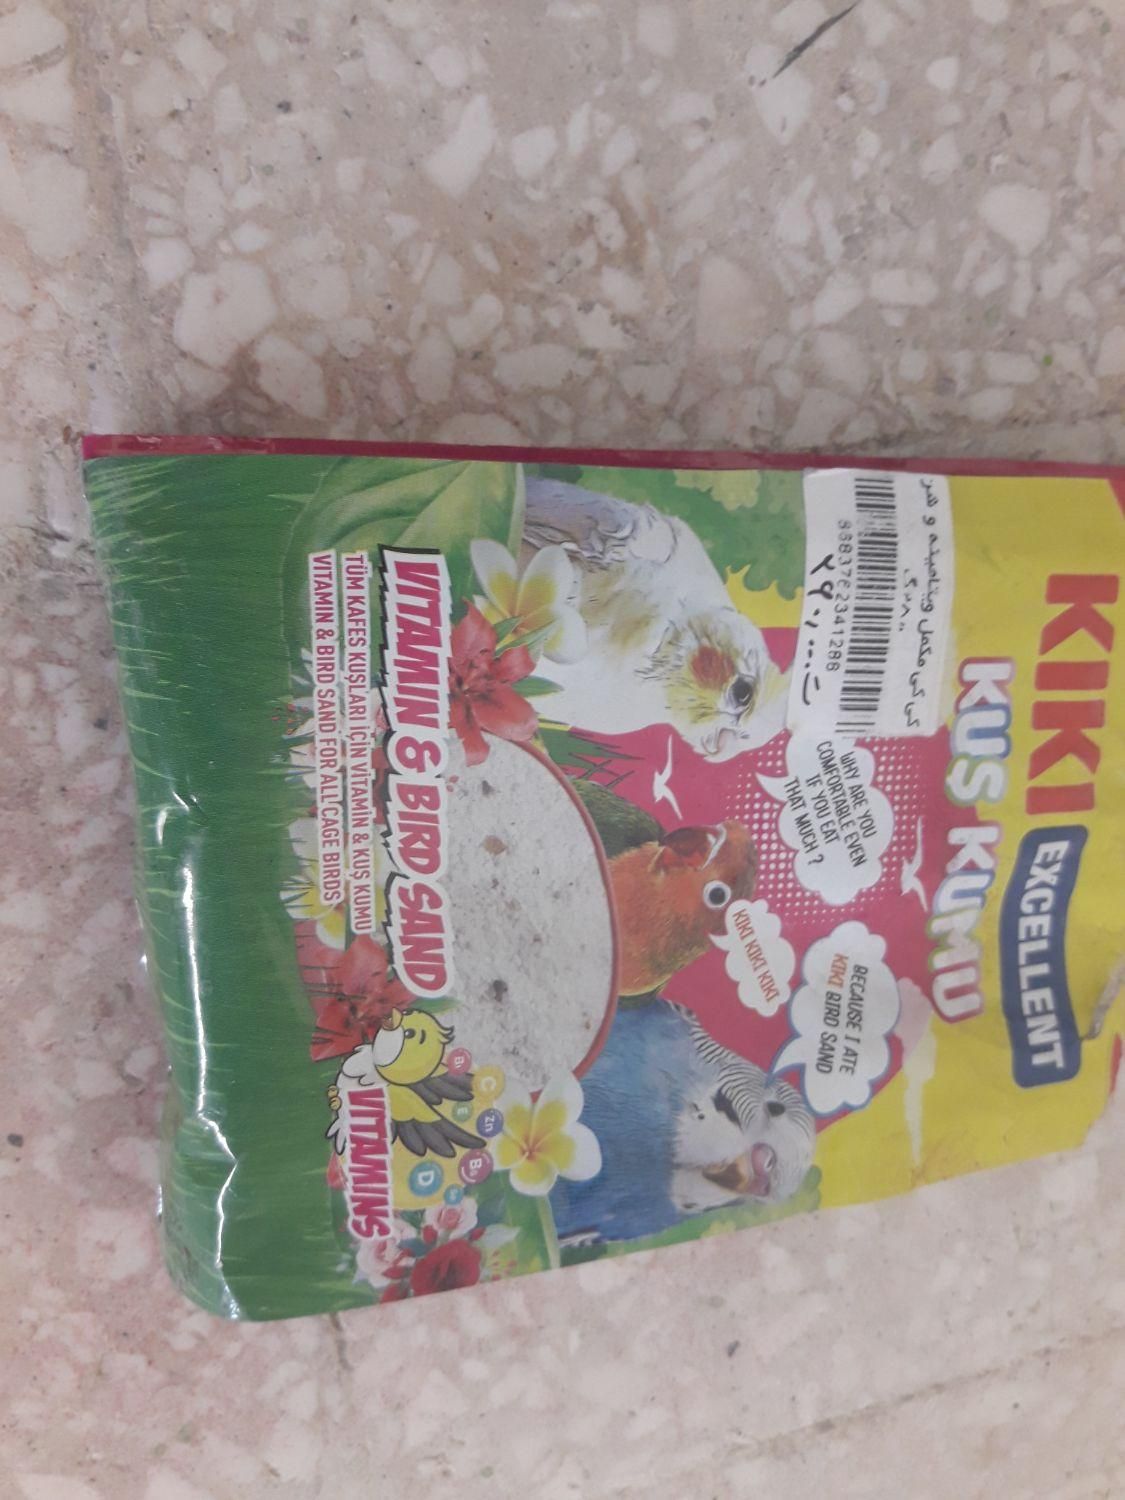 KIKI EXCELLENT
KUŞ KUMU
کی کی مکمل ویتامینه و شن
8683762341286
WHY ARE YOU
COMFORTABLE EVEN
IF YOU EAT
THAT MUCH ?
BECAUSE I ATE
KIKI BIRD SAND
KIKI KIKI KIKI
VITAMIN & BIRD SAND
TÜM KAFES KUŞLARI İÇİN VİTAMİN & KUŞ KUMU
VITAMIN & BIRD SAND FOR ALL CAGE BIRDS
C
E
Zn
D
VITAMINS